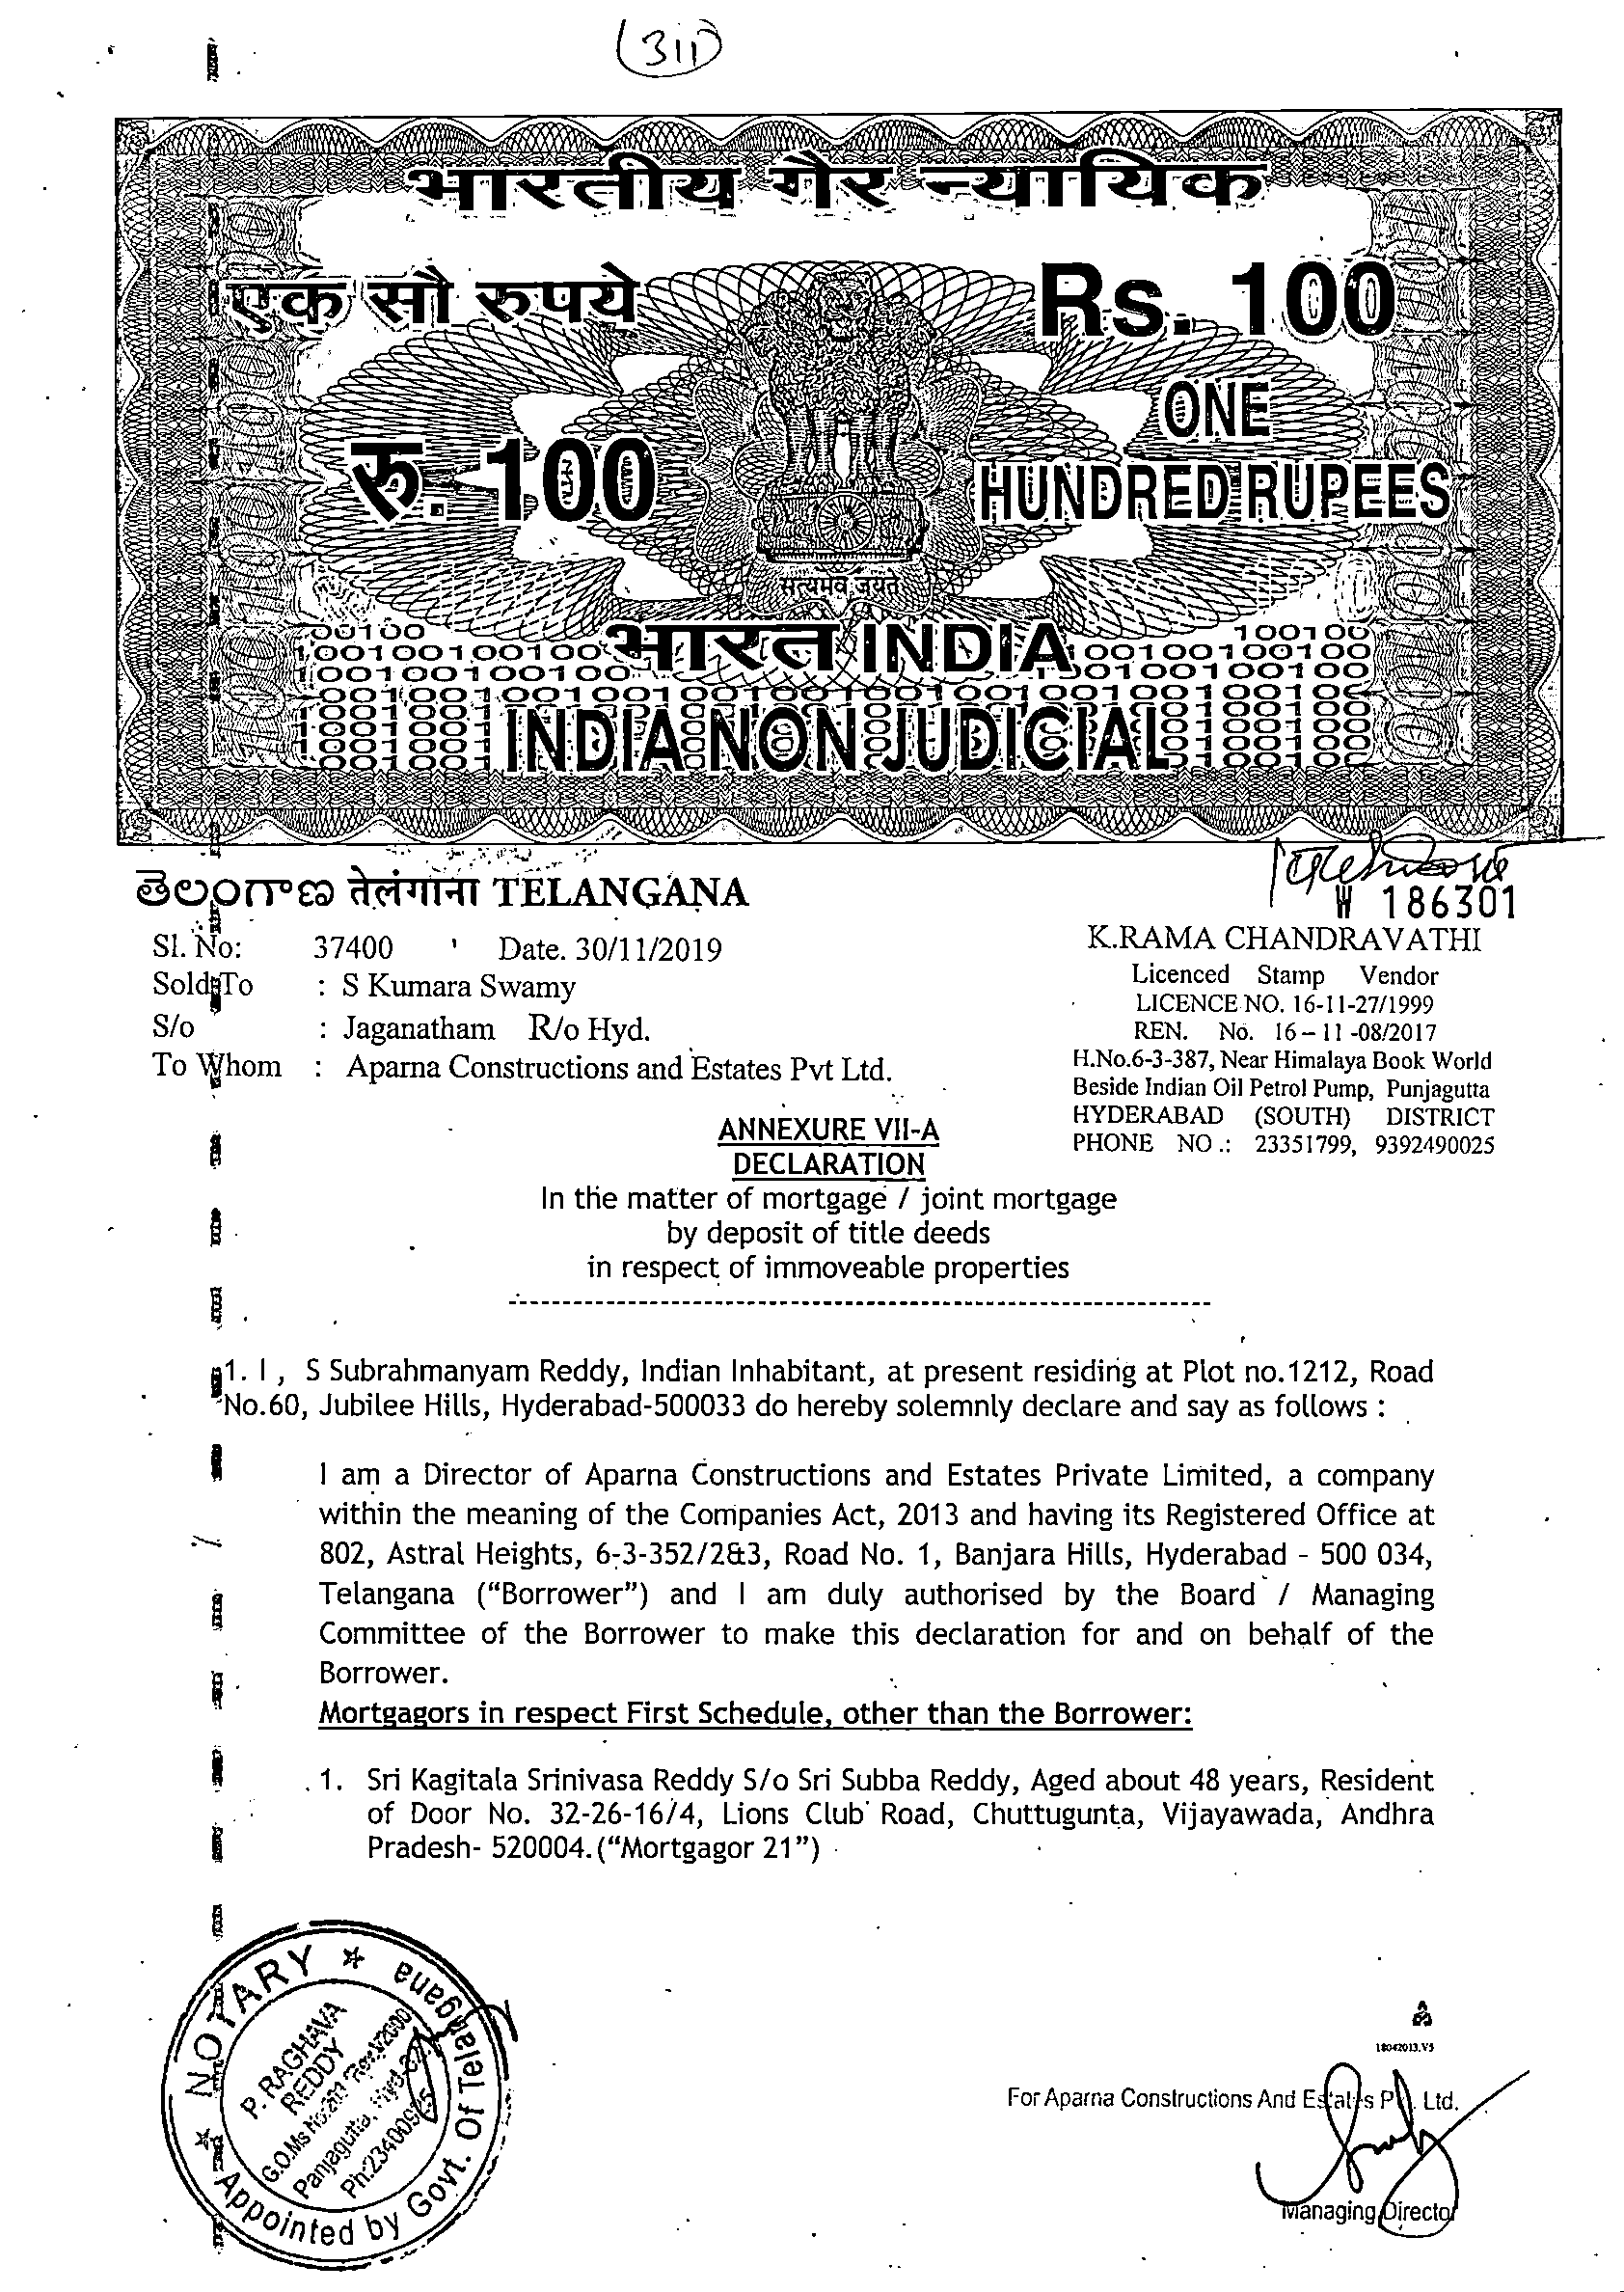 (311)
भारतीय गैर न्यायिक
एक सौ रुपये
Rs. 100
रु. 100
ONE
HUNDRED RUPEES
सत्यमेव जयते
भारत INDIA
INDIA NON JUDICIAL
తెలంగాణ तेलंगाना TELANGANA
W 186301
Sl. No: 37400 Date. 30/11/2019
Sold To : S Kumara Swamy
S/o : Jaganatham R/o Hyd.
To Whom : Aparna Constructions and Estates Pvt Ltd.
K.RAMA CHANDRAVATHI
Licenced Stamp Vendor
LICENCE NO. 16-11-27/1999
REN. No. 16-11-08/2017
H.No.6-3-387, Near Himalaya Book World
Beside Indian Oil Petrol Pump, Punjagutta
HYDERABAD (SOUTH) DISTRICT
PHONE NO.: 23351799, 9392490025
ANNEXURE VII-A
DECLARATION
In the matter of mortgage / joint mortgage
by deposit of title deeds
in respect of immoveable properties
1. I , S Subrahmanyam Reddy, Indian Inhabitant, at present residing at Plot no.1212, Road
No.60, Jubilee Hills, Hyderabad-500033 do hereby solemnly declare and say as follows :
I am a Director of Aparna Constructions and Estates Private Limited, a company
within the meaning of the Companies Act, 2013 and having its Registered Office at
802, Astral Heights, 6-3-352/2&3, Road No. 1, Banjara Hills, Hyderabad - 500 034,
Telangana (“Borrower”) and I am duly authorised by the Board / Managing
Committee of the Borrower to make this declaration for and on behalf of the
Borrower.
Mortgagors in respect First Schedule, other than the Borrower:
1. Sri Kagitala Srinivasa Reddy S/o Sri Subba Reddy, Aged about 48 years, Resident
of Door No. 32-26-16/4, Lions Club Road, Chuttugunta, Vijayawada, Andhra
Pradesh- 520004.(“Mortgagor 21”)
NOTARY
Appointed by Govt. Of Telangana
P. RAGHAVA
REDDY
G.O.Ms No.
Panjagutta,
Ph:23400925
18042013.V5
For Aparna Constructions And Estates Pvt. Ltd.
Managing Director